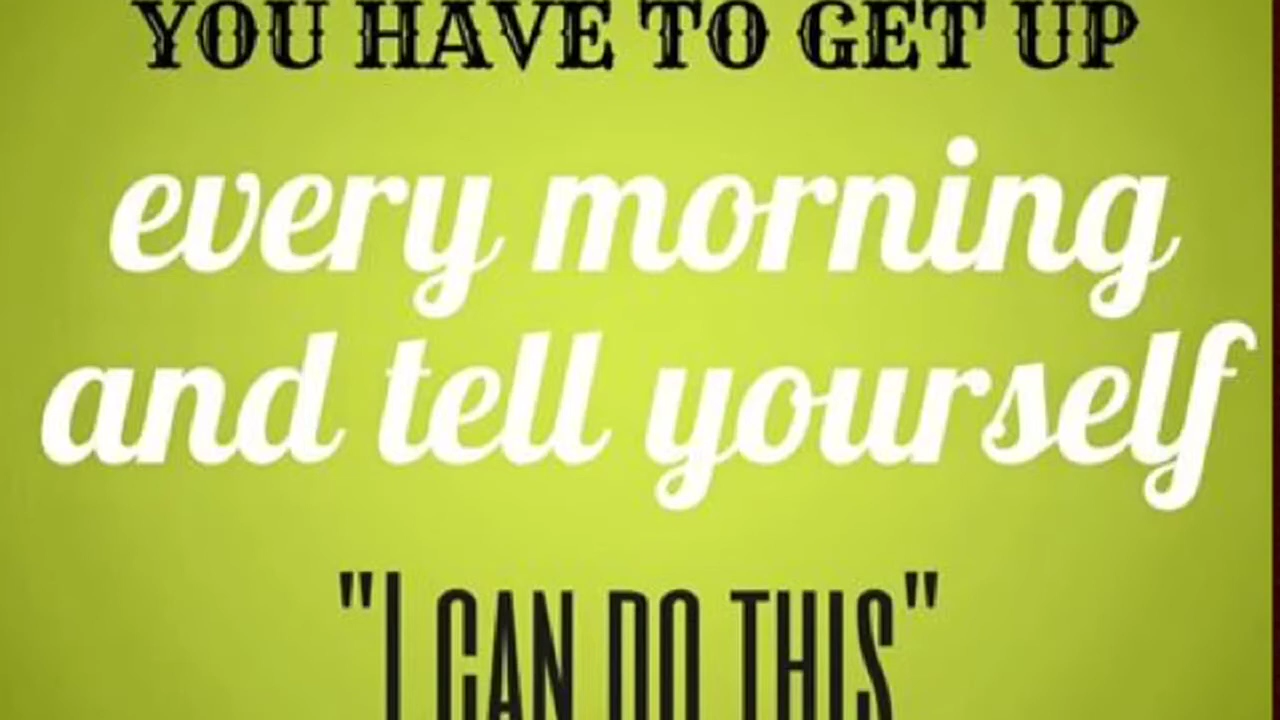 YOU HAVE TO GET UP
every morning
and tell yourself
"I CAN DO THIS"